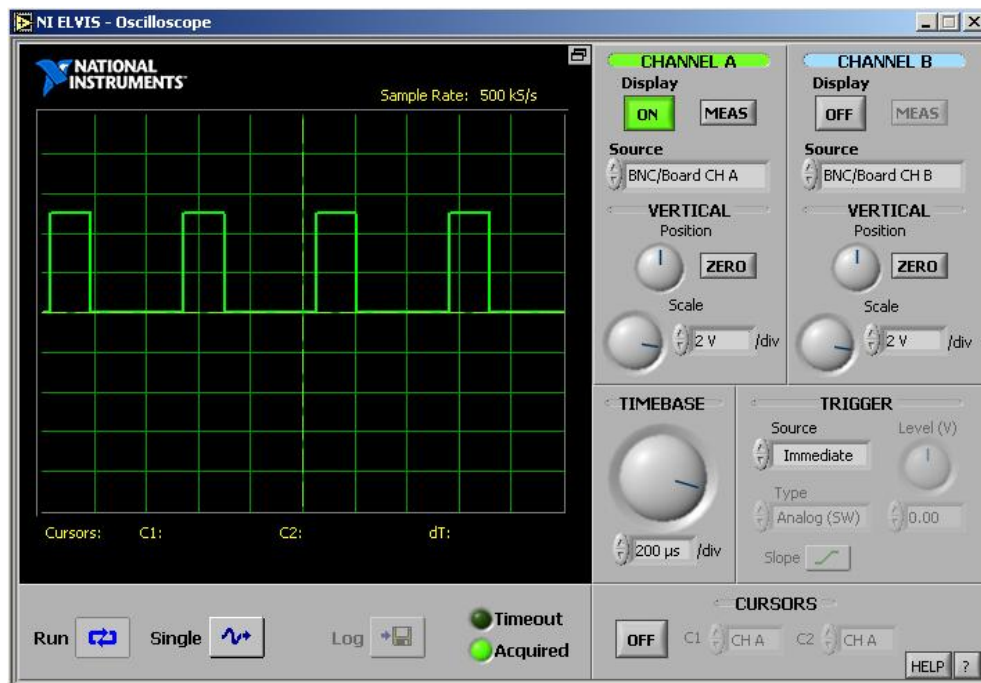 NI ELVIS - Oscilloscope
NATIONAL
INSTRUMENTS™
Sample Rate: 500 kS/s
Cursors: C1: C2: dT:
CHANNEL A
Display
ON MEAS
Source
BNC/Board CH A
VERTICAL
Position
ZERO
Scale
2 V /div
CHANNEL B
Display
OFF MEAS
Source
BNC/Board CH B
VERTICAL
Position
ZERO
Scale
2 V /div
TIMEBASE
200 µs /div
TRIGGER
Source Level (V)
Immediate
Type
Analog (SW) 0.00
Slope
Run Single Log
Timeout
Acquired
CURSORS
OFF C1 CH A C2 CH A
HELP ?